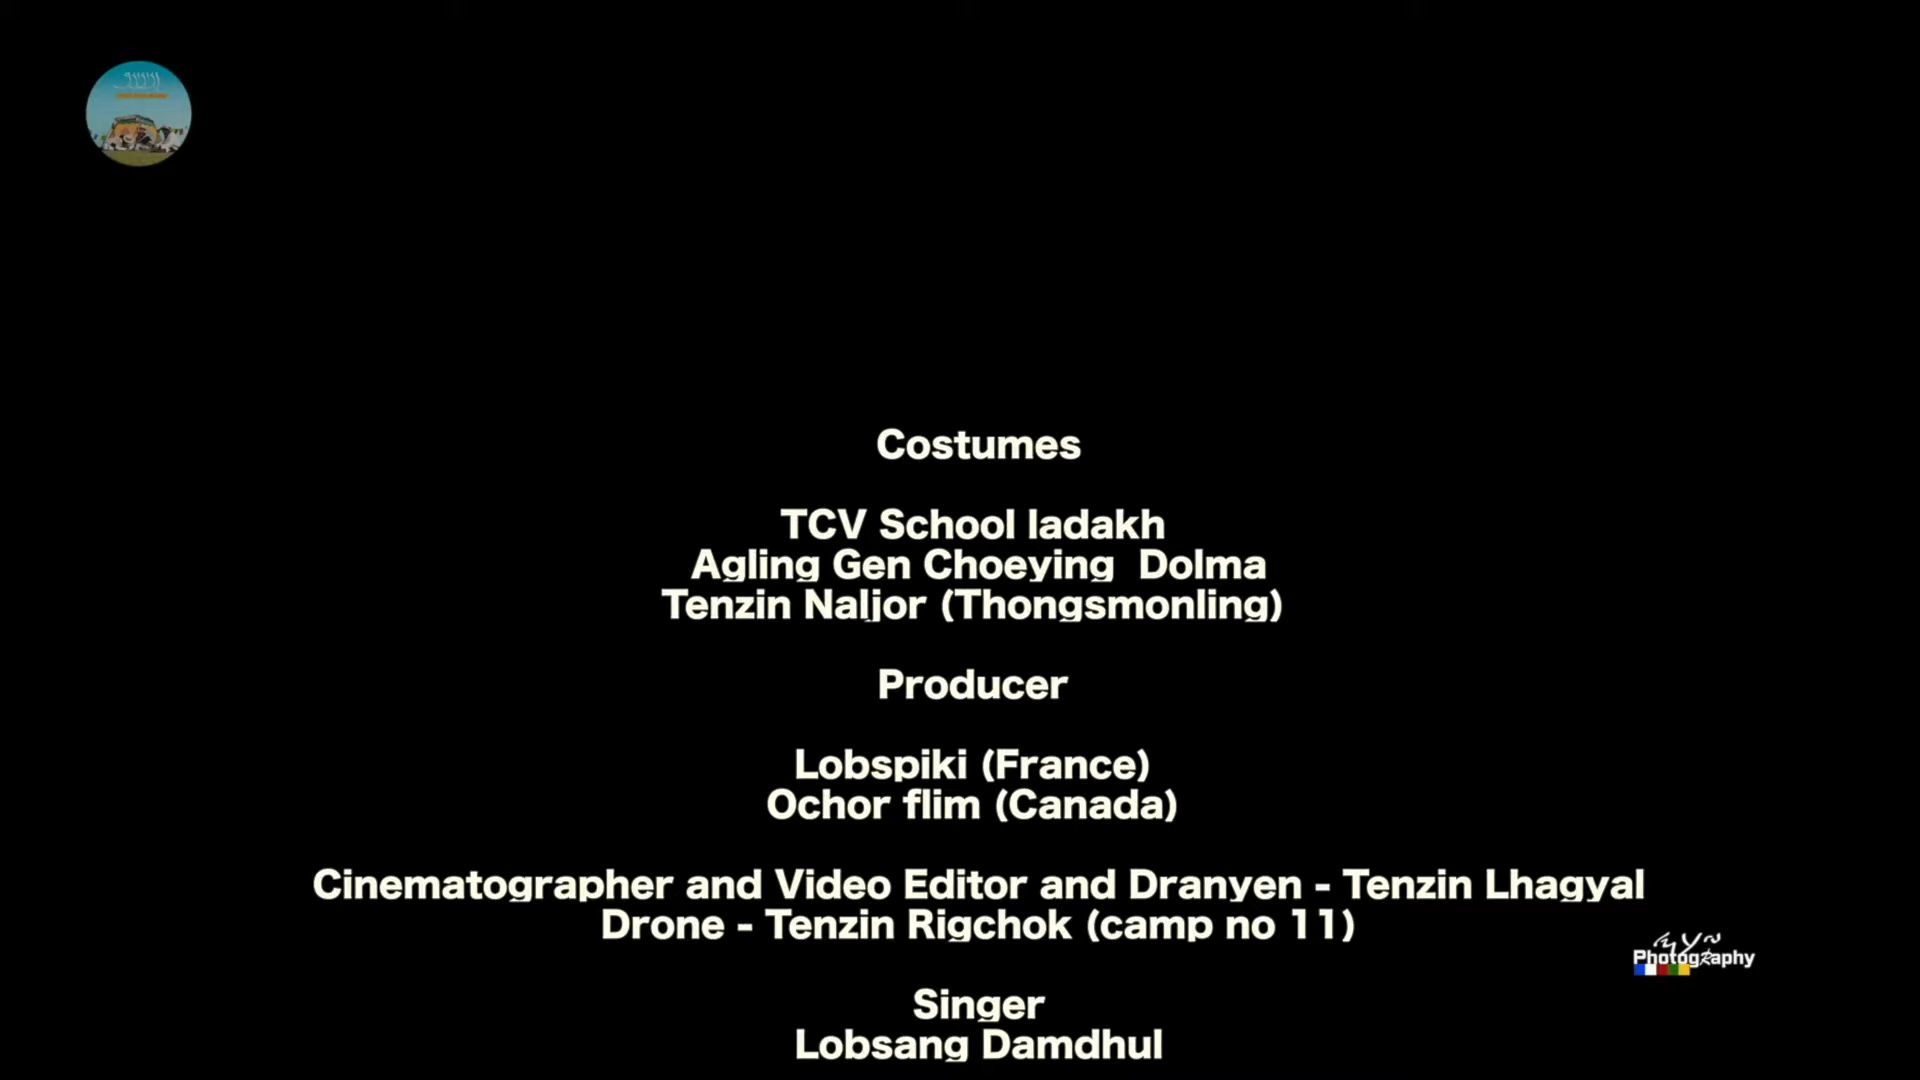 Costumes
TCV School ladakh
Agling Gen Choeying Dolma
Tenzin Naljor (Thongsmonling)
Producer
Lobspiki (France)
Ochor flim (Canada)
Cinematographer and Video Editor and Dranyen - Tenzin Lhagyal
Drone - Tenzin Rigchok (camp no 11)
Photography
Singer
Lobsang Damdhul